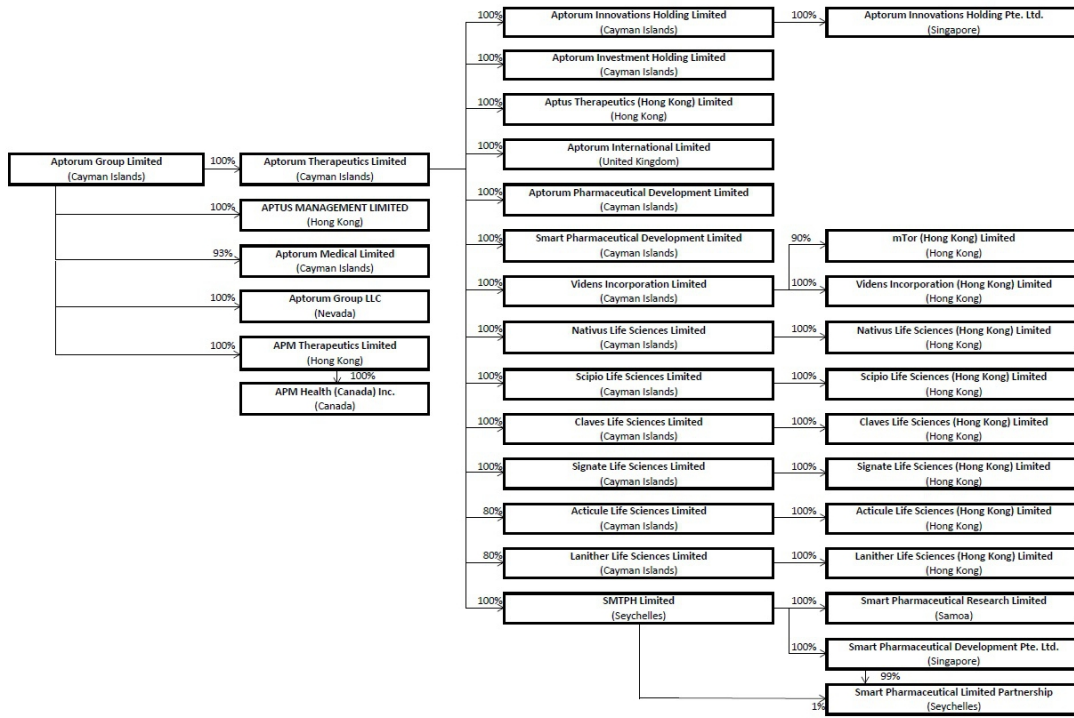 100%
Aptorum Innovations Holding Limited
(Cayman Islands)
100%
Aptorum Innovations Holding Pte. Ltd.
(Singapore)
100%
Aptorum Investment Holding Limited
(Cayman Islands)
100%
Aptus Therapeutics (Hong Kong) Limited
(Hong Kong)
Aptorum Group Limited
(Cayman Islands)
100%
Aptorum Therapeutics Limited
(Cayman Islands)
100%
Aptorum International Limited
(United Kingdom)
100%
APTUS MANAGEMENT LIMITED
(Hong Kong)
100%
Aptorum Pharmaceutical Development Limited
(Cayman Islands)
93%
Aptorum Medical Limited
(Cayman Islands)
100%
Smart Pharmaceutical Development Limited
(Cayman Islands)
90%
mTor (Hong Kong) Limited
(Hong Kong)
100%
Aptorum Group LLC
(Nevada)
100%
Videns Incorporation Limited
(Cayman Islands)
100%
Videns Incorporation (Hong Kong) Limited
(Hong Kong)
100%
APM Therapeutics Limited
(Hong Kong)
100%
Nativus Life Sciences Limited
(Cayman Islands)
100%
Nativus Life Sciences (Hong Kong) Limited
(Hong Kong)
100%
APM Health (Canada) Inc.
(Canada)
100%
Scipio Life Sciences Limited
(Cayman Islands)
100%
Scipio Life Sciences (Hong Kong) Limited
(Hong Kong)
100%
Claves Life Sciences Limited
(Cayman Islands)
100%
Claves Life Sciences (Hong Kong) Limited
(Hong Kong)
100%
Signate Life Sciences Limited
(Cayman Islands)
100%
Signate Life Sciences (Hong Kong) Limited
(Hong Kong)
80%
Acticule Life Sciences Limited
(Cayman Islands)
100%
Acticule Life Sciences (Hong Kong) Limited
(Hong Kong)
80%
Lanither Life Sciences Limited
(Cayman Islands)
100%
Lanither Life Sciences (Hong Kong) Limited
(Hong Kong)
100%
SMTPH Limited
(Seychelles)
100%
Smart Pharmaceutical Research Limited
(Samoa)
100%
Smart Pharmaceutical Development Pte. Ltd.
(Singapore)
99%
1%
Smart Pharmaceutical Limited Partnership
(Seychelles)